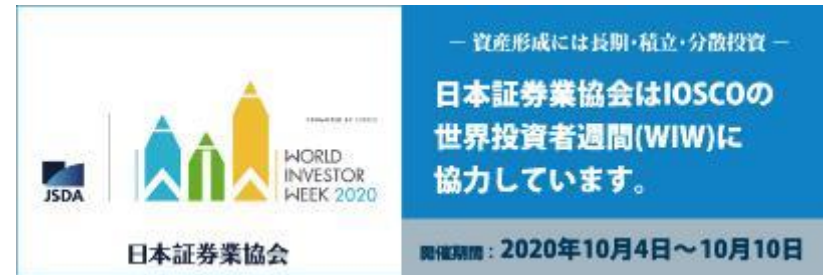 JSDA
WORLD
INVESTOR
WEEK 2020
日本証券業協会
― 資産形成には長期・積立・分散投資 ―
日本証券業協会はIOSCOの
世界投資者週間(WIW)に
協力しています。
開催期間：2020年10月4日～10月10日